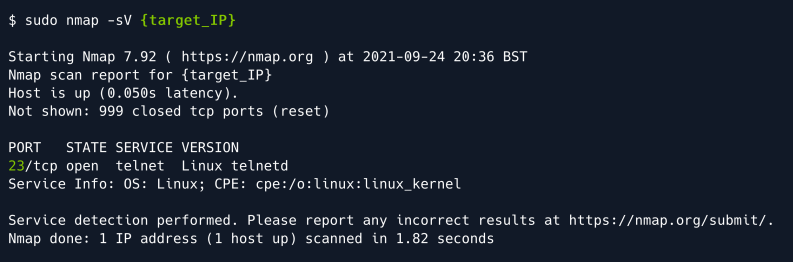 $ sudo nmap -sV {target_IP}
Starting Nmap 7.92 ( https://nmap.org ) at 2021-09-24 20:36 BST
Nmap scan report for {target_IP}
Host is up (0.050s latency).
Not shown: 999 closed tcp ports (reset)
PORT   STATE SERVICE VERSION
23/tcp open  telnet  Linux telnetd
Service Info: OS: Linux; CPE: cpe:/o:linux:linux_kernel
Service detection performed. Please report any incorrect results at https://nmap.org/submit/.
Nmap done: 1 IP address (1 host up) scanned in 1.82 seconds